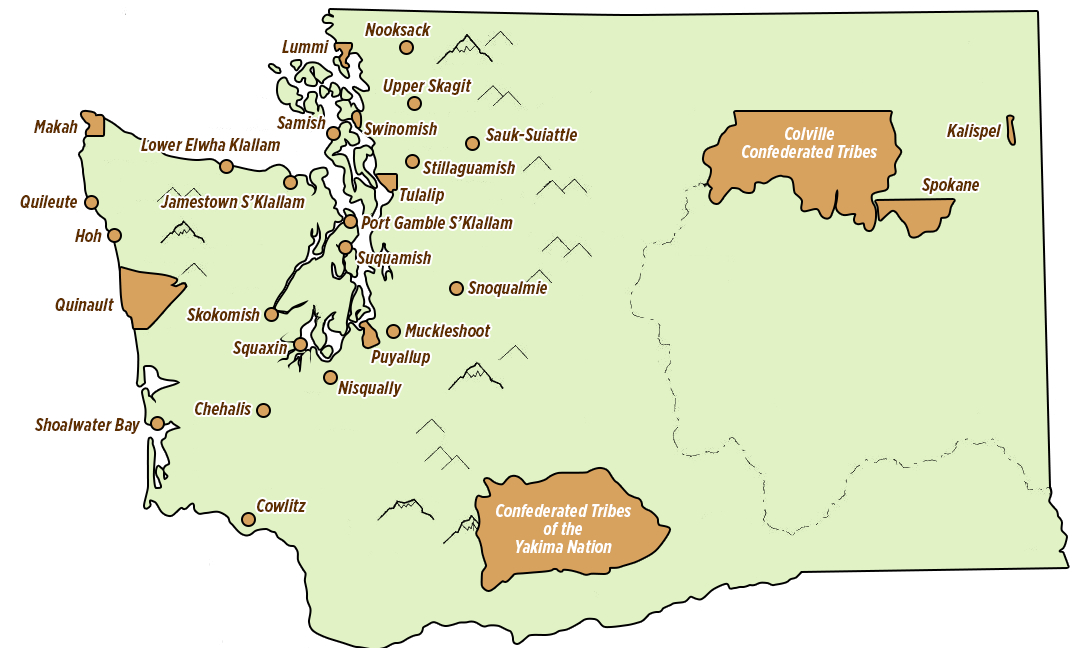 Nooksack
Lummi
Upper Skagit
Samish
Swinomish
Makah
Sauk-Suiattle
Lower Elwha Klallam
Stillaguamish
Colville
Confederated Tribes
Kalispel
Spokane
Tulalip
Jamestown S'Klallam
Quileute
Port Gamble S'Klallam
Hoh
Suquamish
Snoqualmie
Quinault
Skokomish
Muckleshoot
Squaxin
Puyallup
Nisqually
Chehalis
Shoalwater Bay
Cowlitz
Confederated Tribes
of the
Yakima Nation